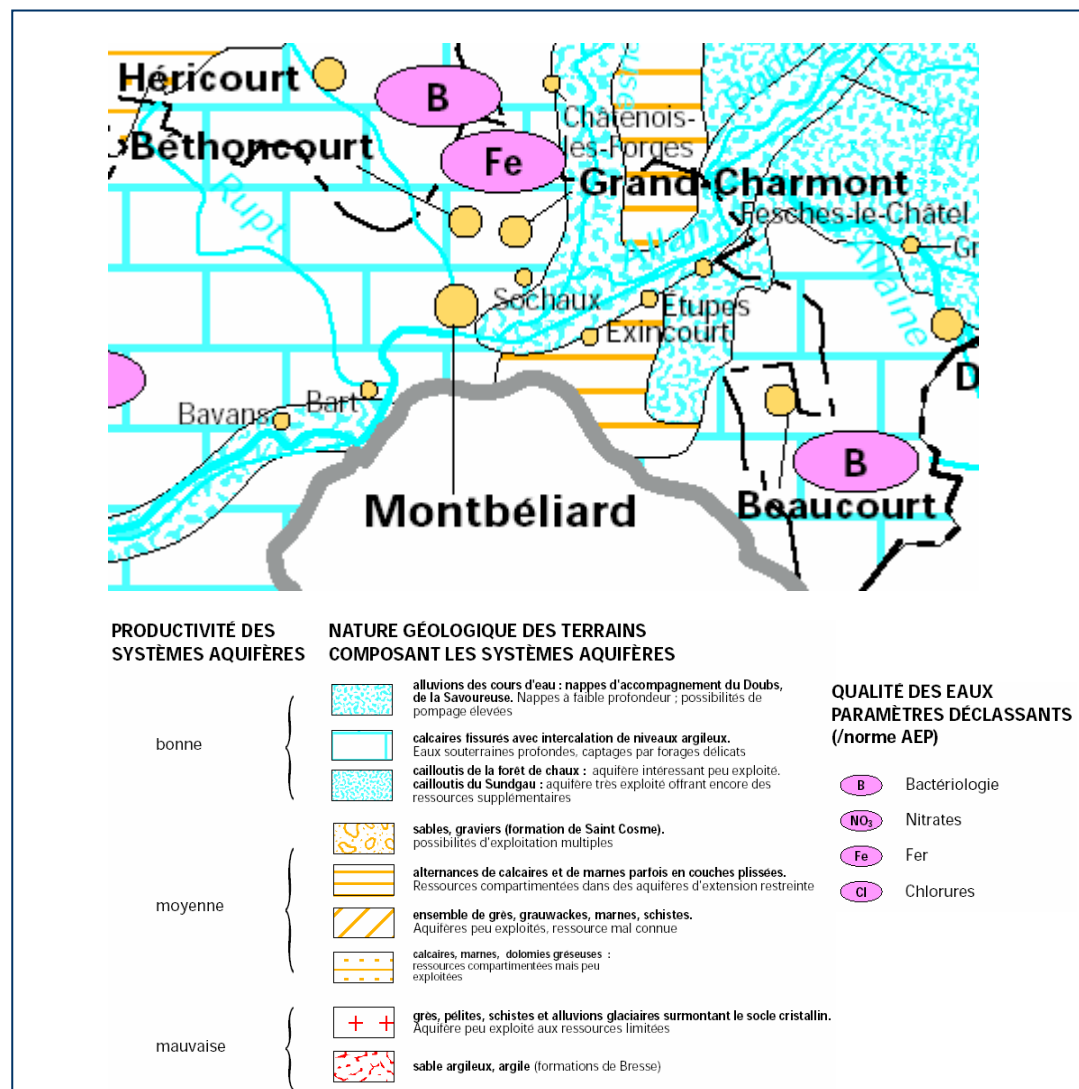 Héricourt
B
Châtenois-
les-Forges
Béthoncourt
Fe
Grand-Charmont
Rupt
Fesches-le-Châtel
Allan
Gr
Allaine
Sochaux
Étupes
Exincourt
D
Bavans
Bart
B
Montbéliard
Beaucourt
PRODUCTIVITÉ DES
SYSTÈMES AQUIFÈRES
NATURE GÉOLOGIQUE DES TERRAINS
COMPOSANT LES SYSTÈMES AQUIFÈRES
bonne
alluvions des cours d'eau : nappes d'accompagnement du Doubs,
de la Savoureuse. Nappes à faible profondeur ; possibilités de
pompage élevées
calcaires fissurés avec intercalation de niveaux argileux.
Eaux souterraines profondes, captages par forages délicats
cailloutis de la forêt de chaux : aquifère intéressant peu exploité.
cailloutis du Sundgau : aquifère très exploité offrant encore des
ressources supplémentaires
moyenne
sables, graviers (formation de Saint Cosme).
possibilités d'exploitation multiples
alternances de calcaires et de marnes parfois en couches plissées.
Ressources compartimentées dans des aquifères d'extension restreinte
ensemble de grès, grauwackes, marnes, schistes.
Aquifères peu exploités, ressource mal connue
calcaires, marnes, dolomies gréseuses :
ressources compartimentées mais peu
exploitées
mauvaise
grès, pélites, schistes et alluvions glaciaires surmontant le socle cristallin.
Aquifère peu exploité aux ressources limitées
sable argileux, argile (formations de Bresse)
QUALITÉ DES EAUX
PARAMÈTRES DÉCLASSANTS
(/norme AEP)
B Bactériologie
NO₃ Nitrates
Fe Fer
Cl Chlorures